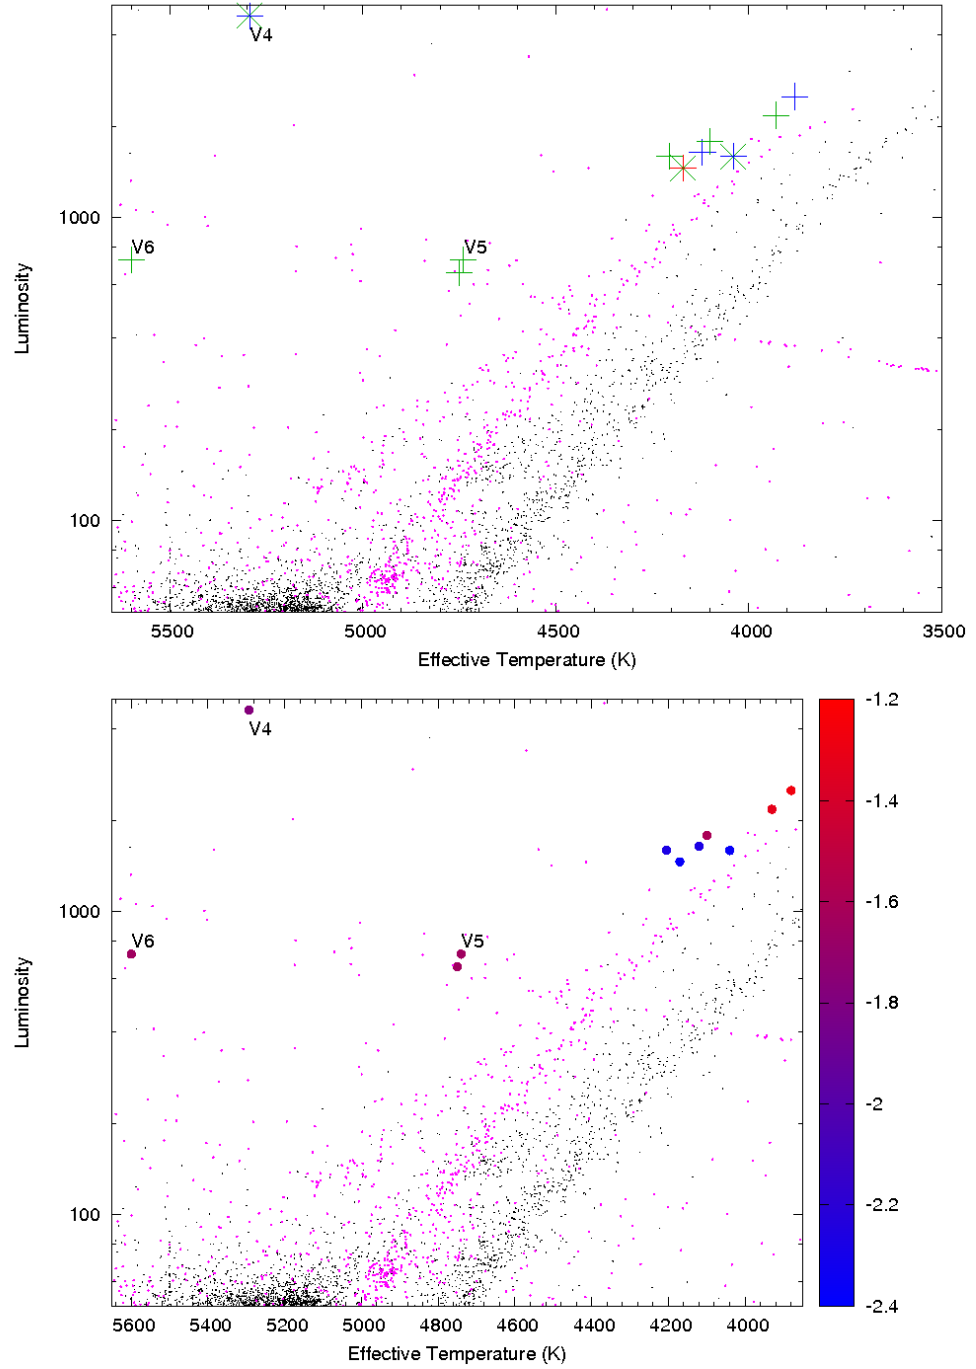 V4
1000
V6
V5
Luminosity
100
5500 5000 4500 4000 3500
Effective Temperature (K)
-1.2
V4
-1.4
1000
V6
V5
-1.6
-1.8
Luminosity
-2
100
-2.2
-2.4
5600 5400 5200 5000 4800 4600 4400 4200 4000
Effective Temperature (K)